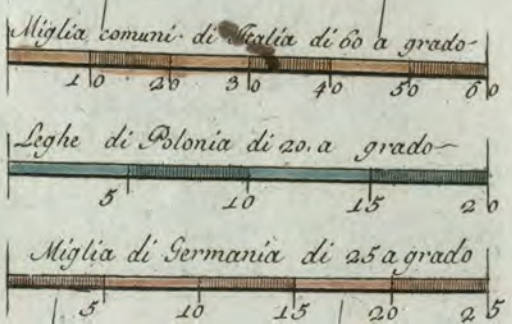 Miglia comuni di Italia di 60 a grado
10 20 30 40 50 60
Leghe di Polonia di 20. a grado
5 10 15 20
Miglia di Germania di 25 a grado
5 10 15 20 25